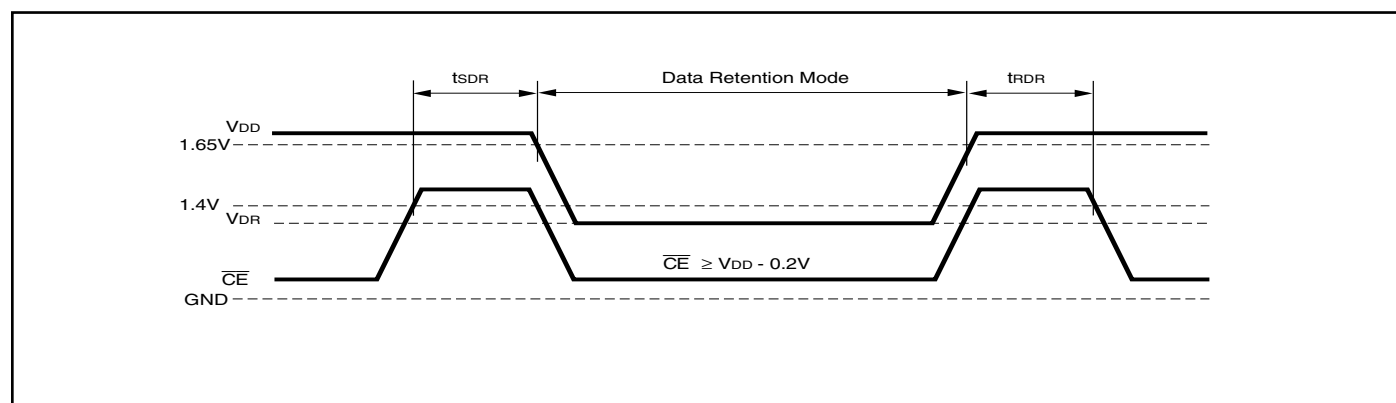 tSDR
Data Retention Mode
tRDR
VDD
1.65V
1.4V
VDR
CE ≥ VDD - 0.2V
CE
GND